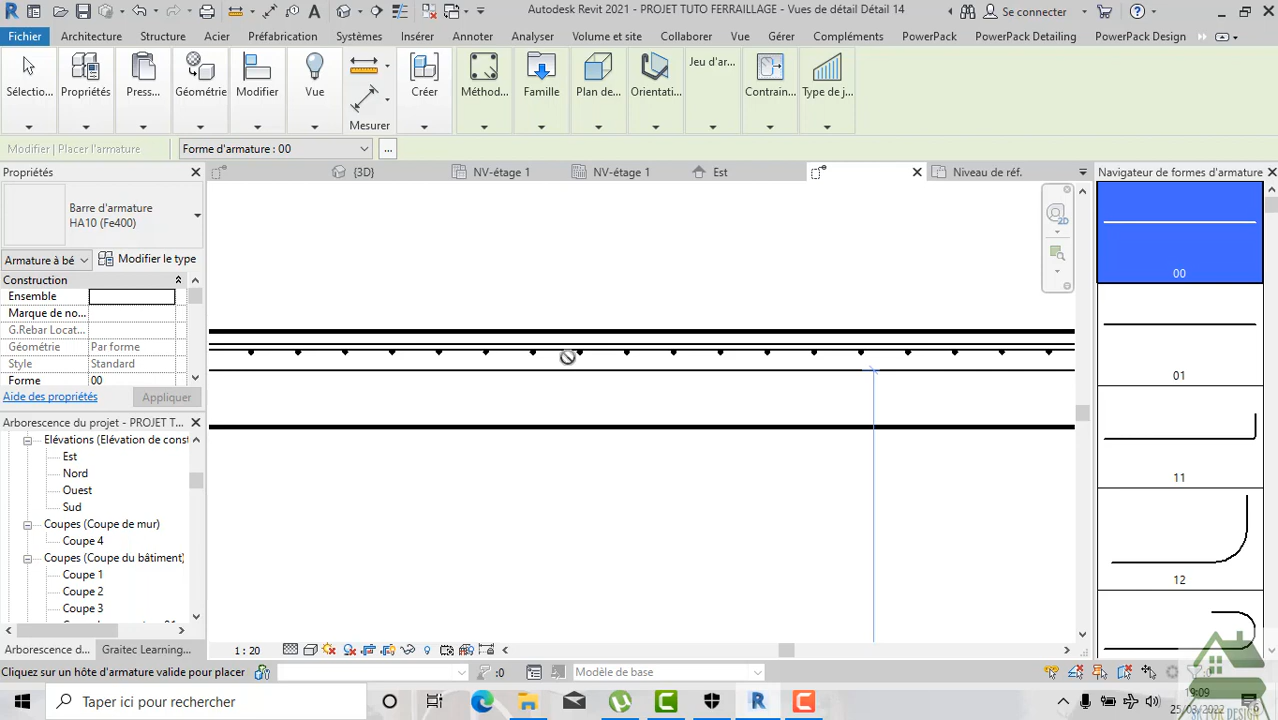 Autodesk Revit 2021 - PROJET TUTO FERRAILLAGE - Vues de détail Détail 14
Se connecter
Fichier Architecture Structure Acier Préfabrication Systèmes Insérer Annoter Analyser Volume et site Collaborer Vue Gérer Compléments PowerPack PowerPack Detailing PowerPack Design
Sélectio... Propriétés Press... Géométrie Modifier Vue Mesurer Créer Méthod... Famille Plan de... Orientati... Jeu d'ar... Contrain... Type de j...
Modifier | Placer l'armature Forme d'armature : 00 ...
Propriétés
{3D} NV-étage 1 NV-étage 1 Est Niveau de réf.
Navigateur de formes d'armature
Barre d'armature
HA10 (Fe400)
Armature à bé Modifier le type
Construction
Ensemble
Marque de no...
G.Rebar Locat...
Géométrie Par forme
Style Standard
Forme 00
Aide des propriétés Appliquer
Arborescence du projet - PROJET T...
Elévations (Elévation de const
Est
Nord
Ouest
Sud
Coupes (Coupe de mur)
Coupe 4
Coupes (Coupe du bâtiment)
Coupe 1
Coupe 2
Coupe 3
Arborescence d... Graitec Learning...
2D
00
01
11
12
1 : 20
Cliquez sur un hôte d'armature valide pour placer :0 Modèle de base
Taper ici pour rechercher
19:09
25/03/2022